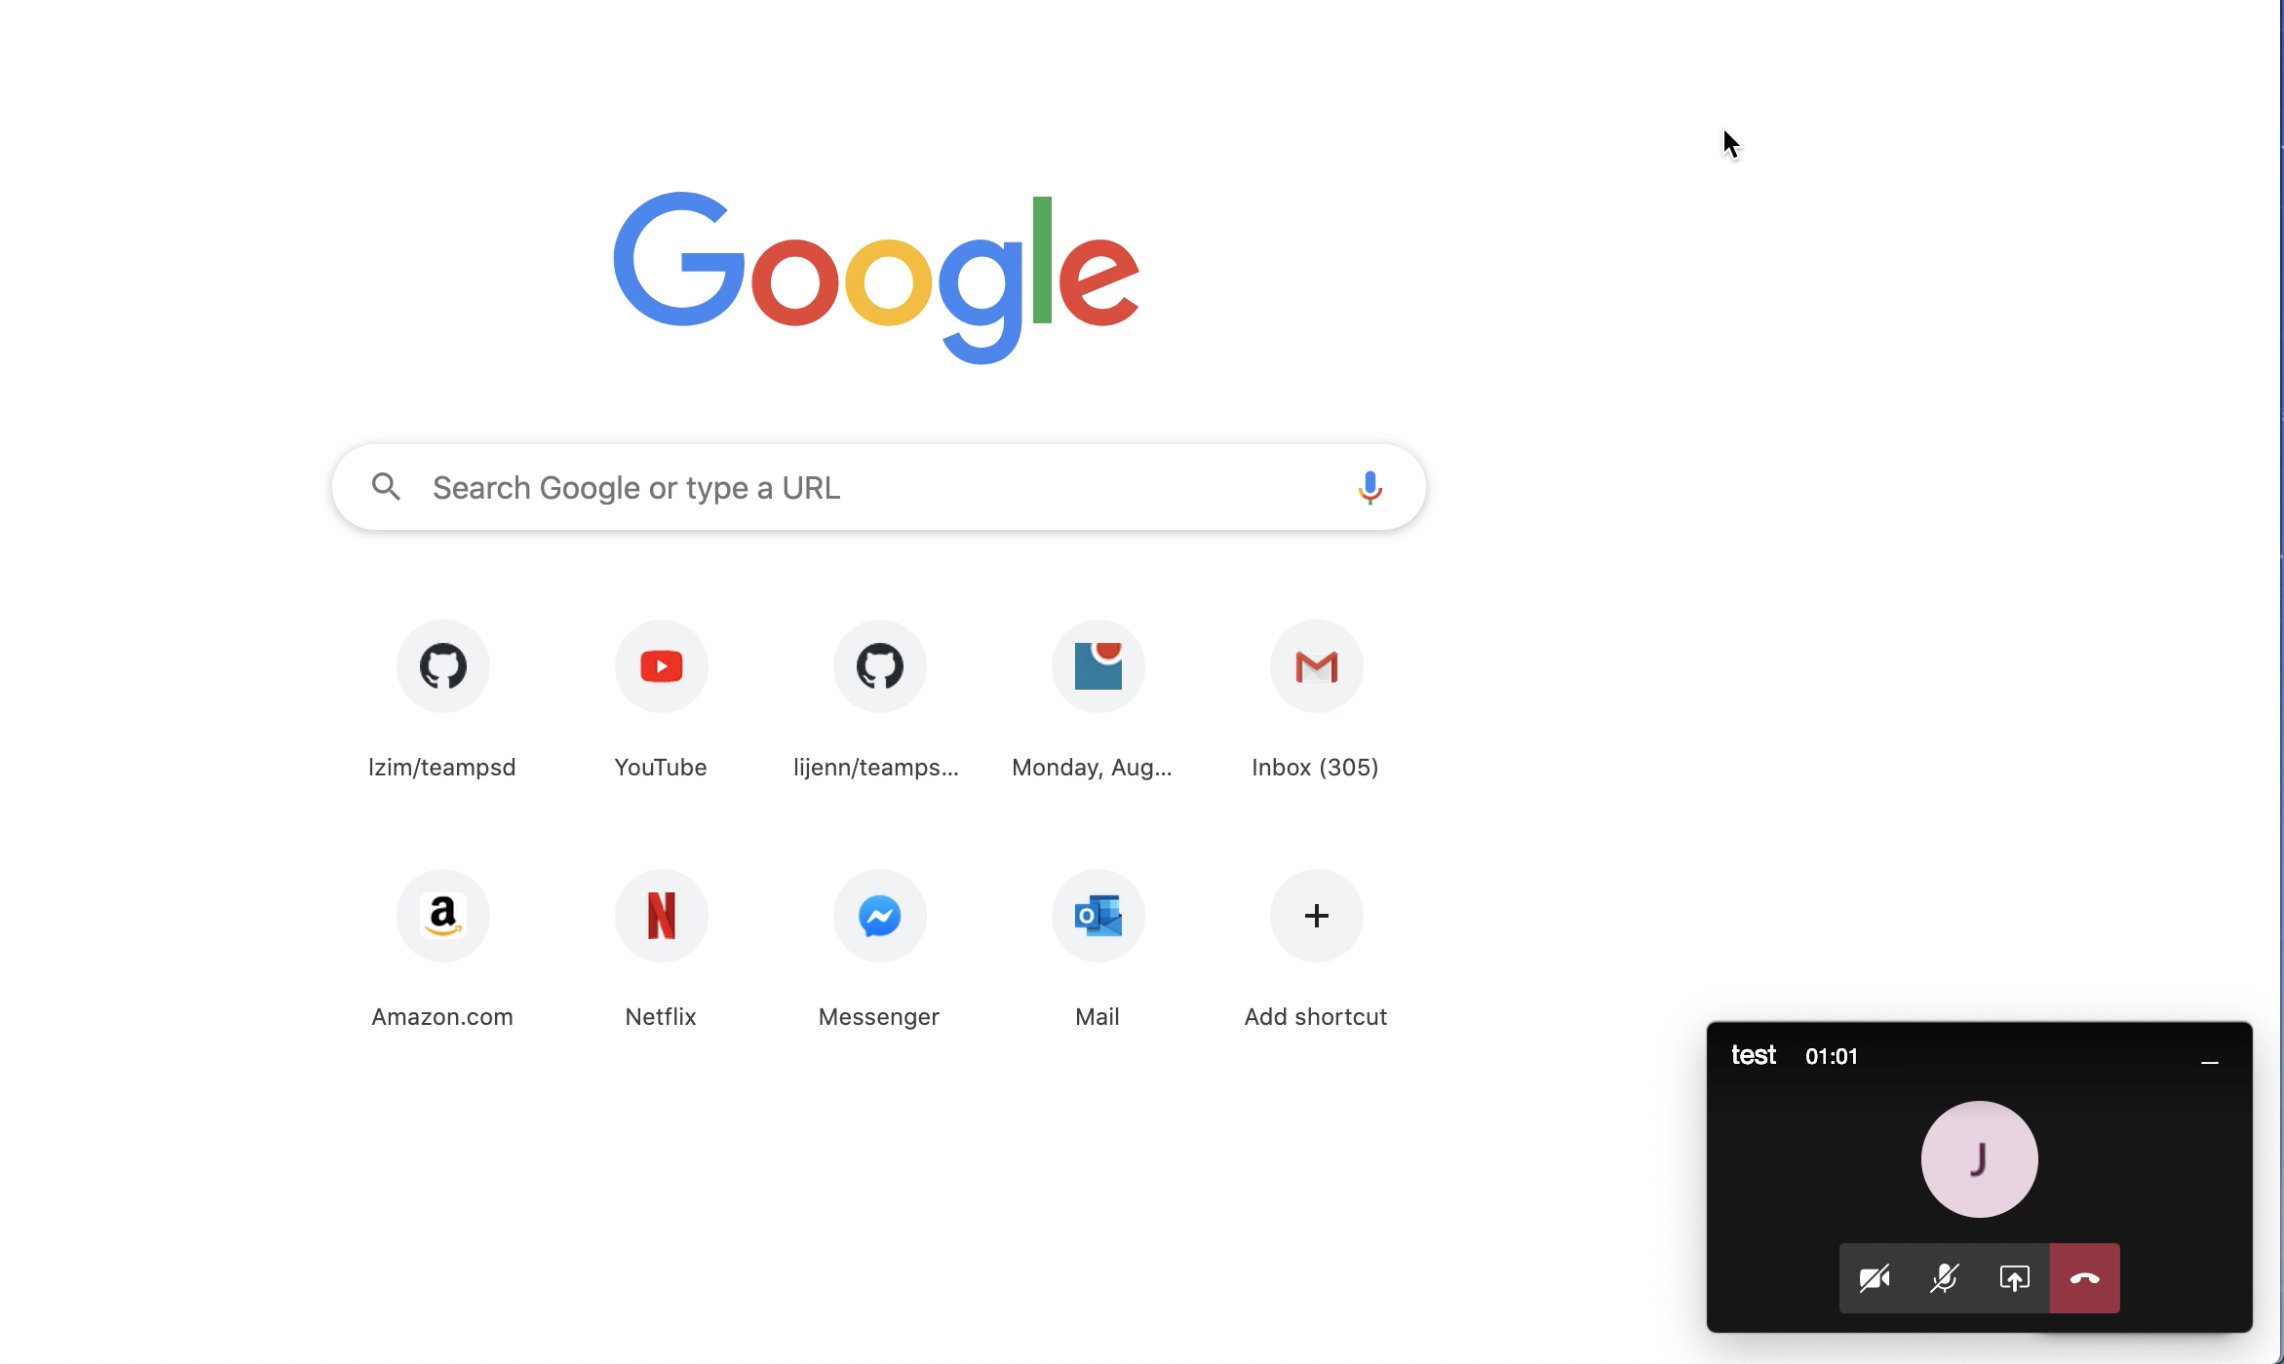 Google
Search Google or type a URL
lzim/teampsd
YouTube
lijenn/teamps...
Monday, Aug...
Inbox (305)
Amazon.com
Netflix
Messenger
Mail
Add shortcut
test 01:01
J